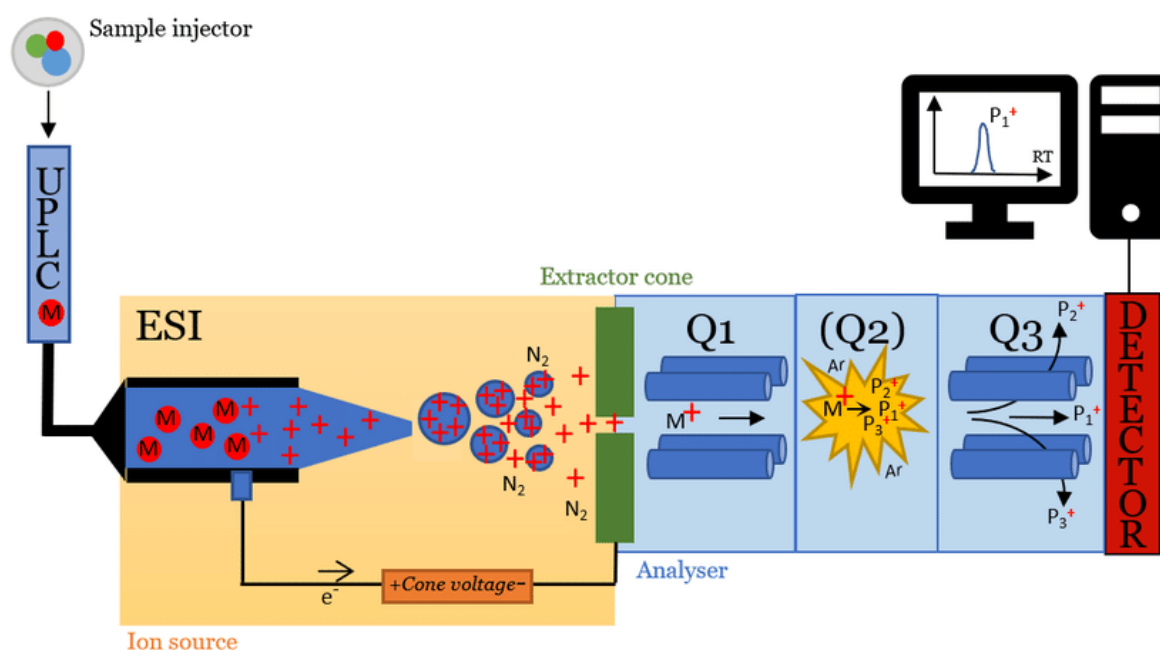 Sample injector
UPLC
M
P₁⁺
RT
Extractor cone
ESI
Q1
(Q2)
Q3
DETECTOR
P₂⁺
N₂
Ar
M⁺
P₂⁺
M⁺
P₁⁺
P₃⁺
P₁⁺
M
M
M
M
M
Ar
N₂
N₂
P₃⁺
Analyser
+Cone voltage−
e⁻
Ion source